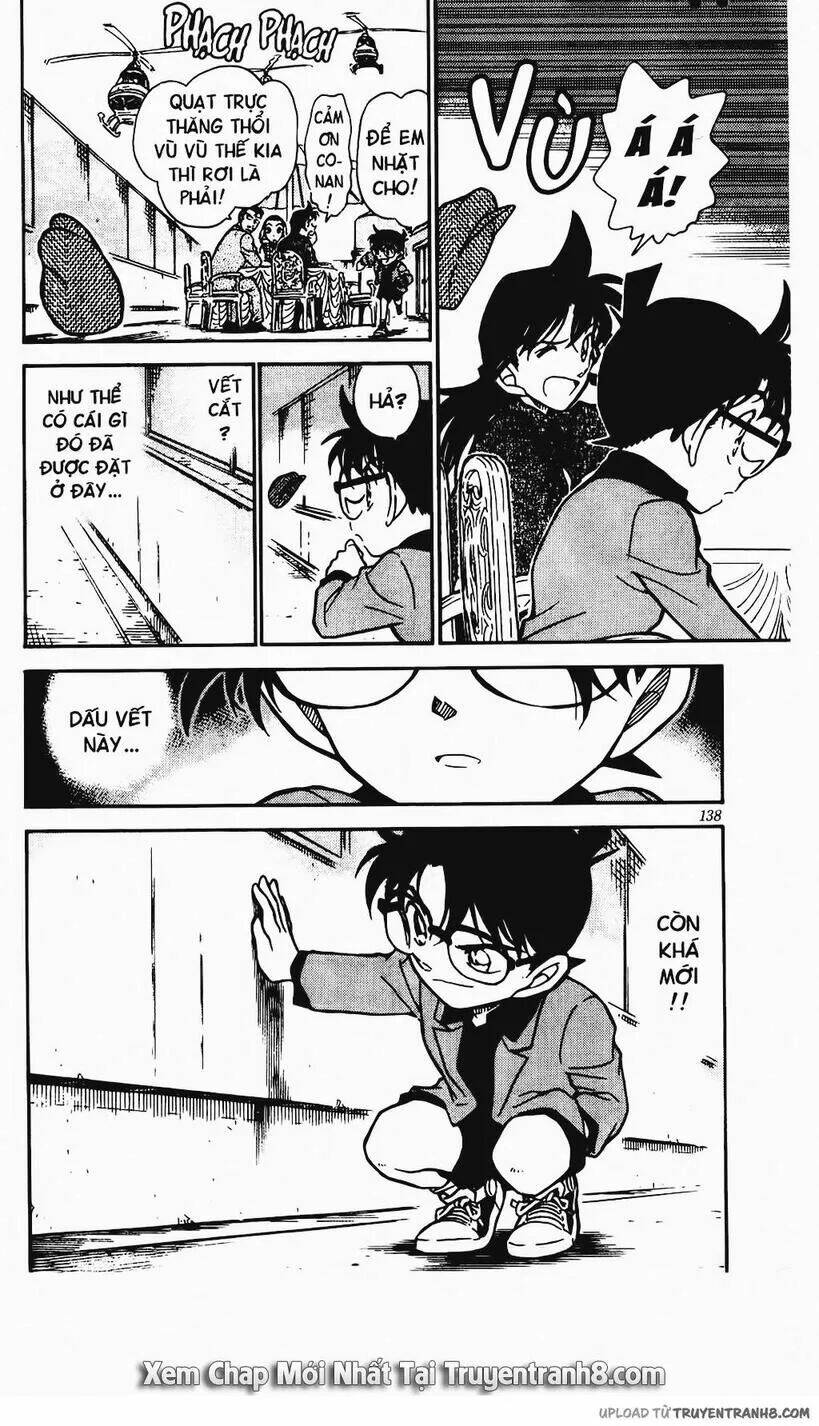 VÙ
Á Á
Á!
PHẠCH PHẠCH
ĐỂ EM
NHẶT
CHO!
CẢM
ƠN
CO-
NAN!
QUẠT TRỰC
THĂNG THỔI
VÙ VÙ THẾ KIA
THÌ RƠI LÀ
PHẢI!
HẢ?
VẾT
CẮT
?
NHƯ THỂ
CÓ CÁI GÌ
ĐÓ ĐÃ
ĐƯỢC ĐẶT
Ở ĐÂY...
DẤU VẾT
NÀY...
138
CÒN
KHÁ
MỚI
!!
Xem Chap Mới Nhất Tại Truyentranh8.com
UPLOAD TỪ TRUYENTRANH8.COM